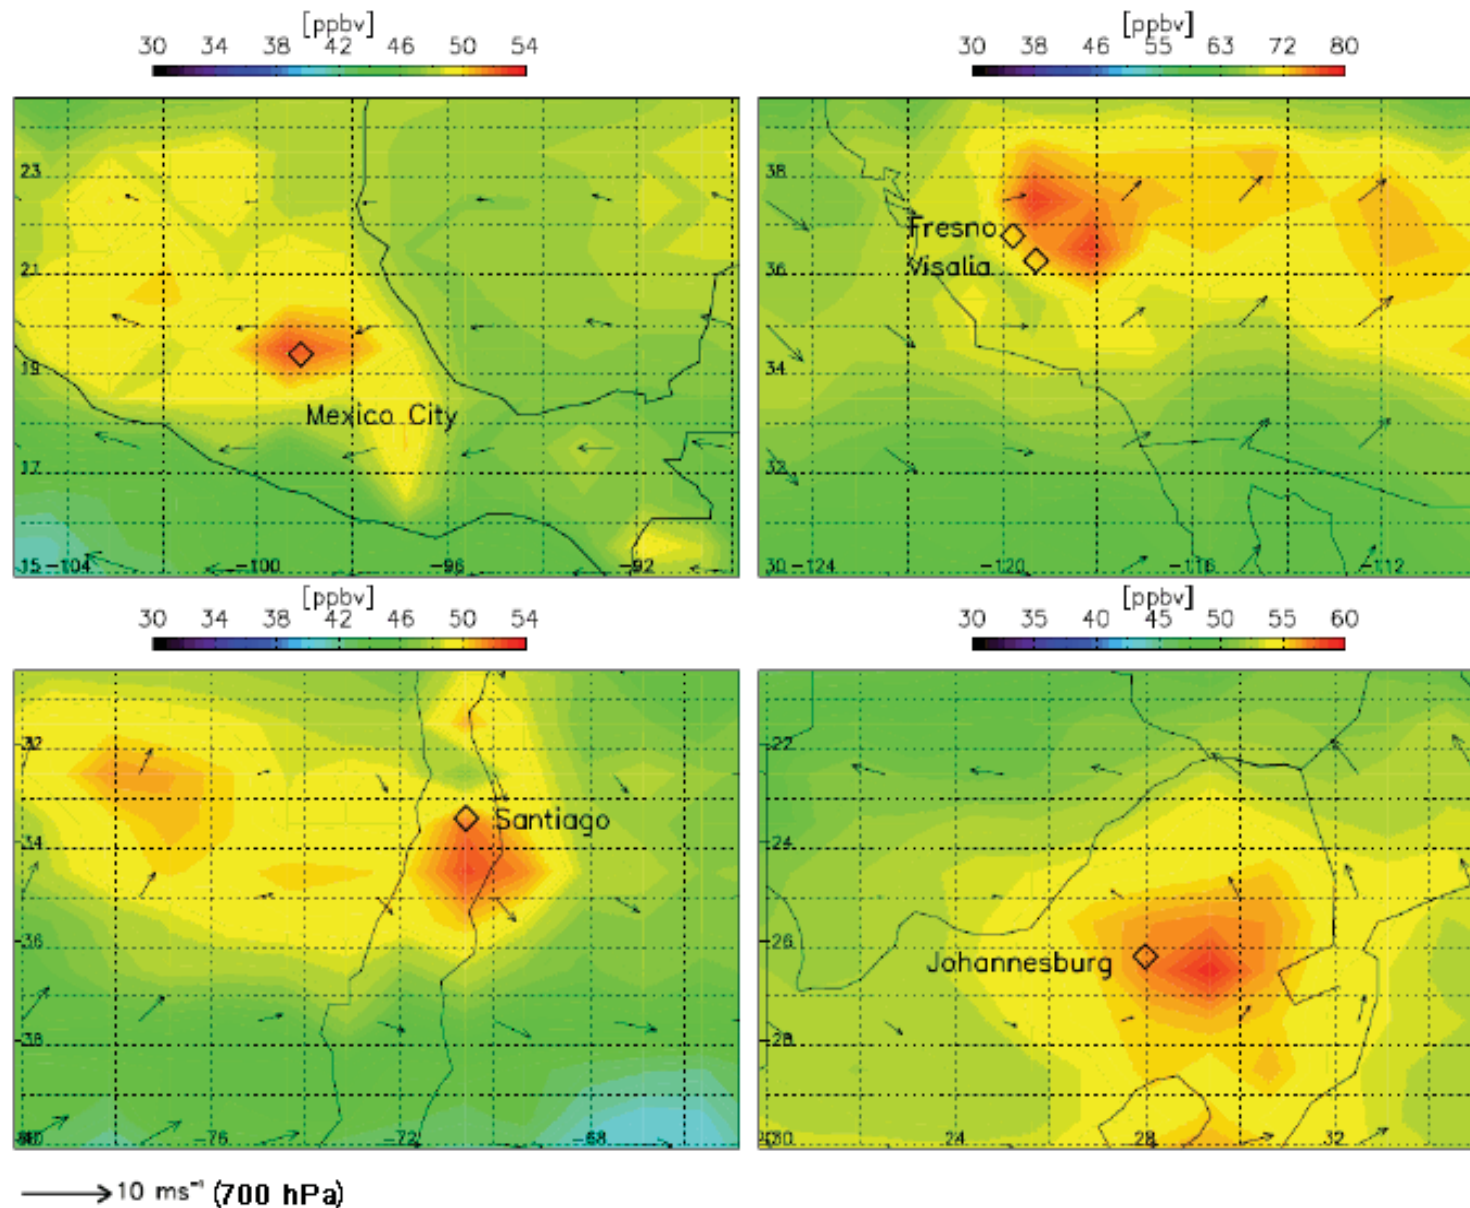 [ppbv]
30 34 38 42 46 50 54
[ppbv]
30 38 46 55 63 72 80
23
21
19
17
15 -104 -100 -96 -92
Mexico City
38
36
34
32
30 -124 -120 -116 -112
Fresno
Visalia
[ppbv]
30 34 38 42 46 50 54
[ppbv]
30 35 40 45 50 55 60
-32
-34
-36
-38
-76 -72 -68
Santiago
-22
-24
-26
-28
24 28 32
Johannesburg
10 ms⁻¹ (700 hPa)